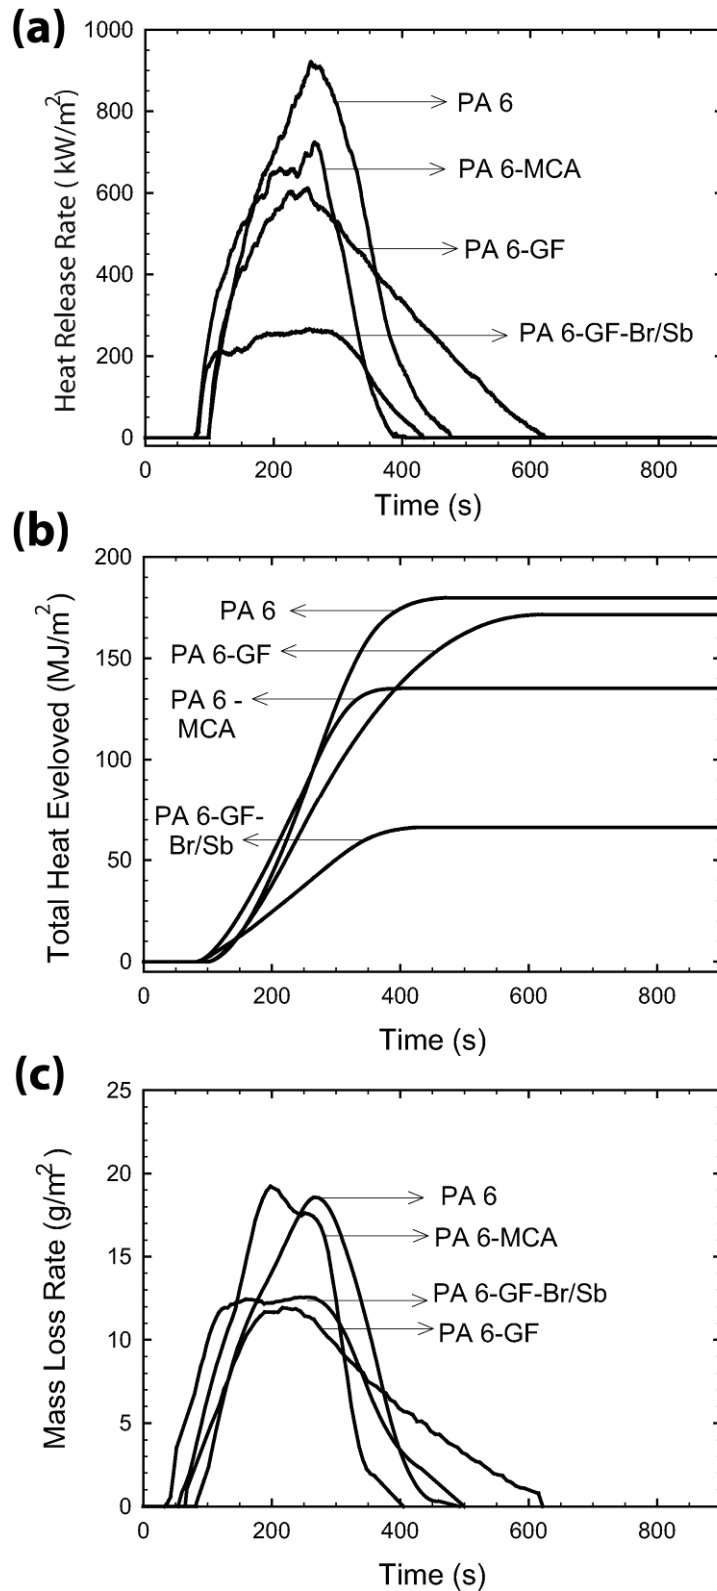 (a)
Heat Release Rate ( kW/m²)
1000
800
600
400
200
0
PA 6
PA 6-MCA
PA 6-GF
PA 6-GF-Br/Sb
0 200 400 600 800
Time (s)
(b)
Total Heat Eveloved (MJ/m²)
200
150
100
50
0
PA 6
PA 6-GF
PA 6 -
MCA
PA 6-GF-
Br/Sb
0 200 400 600 800
Time (s)
(c)
Mass Loss Rate (g/m²)
25
20
15
10
5
0
PA 6
PA 6-MCA
PA 6-GF-Br/Sb
PA 6-GF
0 200 400 600 800
Time (s)